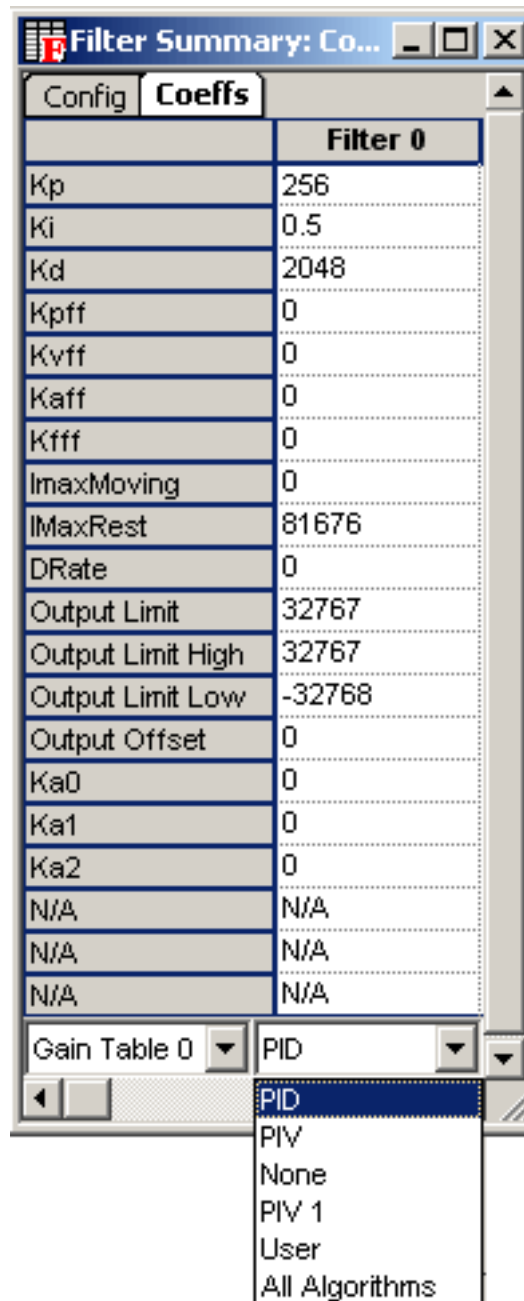 Filter Summary: Co...
Config Coeffs
Filter 0
Kp 256
Ki 0.5
Kd 2048
Kpff 0
Kvff 0
Kaff 0
Kfff 0
ImaxMoving 0
IMaxRest 81676
DRate 0
Output Limit 32767
Output Limit High 32767
Output Limit Low -32768
Output Offset 0
Ka0 0
Ka1 0
Ka2 0
N/A N/A
N/A N/A
N/A N/A
Gain Table 0 PID
PID
PIV
None
PIV 1
User
All Algorithms